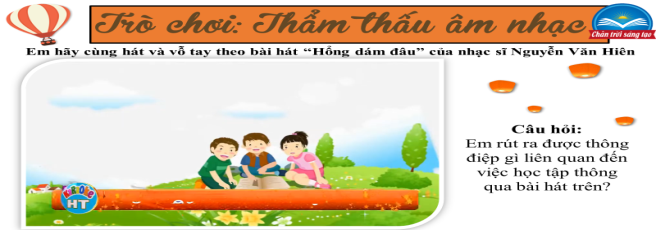 Trò chơi: Thẩm thấu âm nhạc
Chân trời sáng tạo
Em hãy cùng hát và vỗ tay theo bài hát “Hổng dám đâu” của nhạc sĩ Nguyễn Văn Hiên
Câu hỏi:
Em rút ra được thông
điệp gì liên quan đến
việc học tập thông
qua bài hát trên?
HT